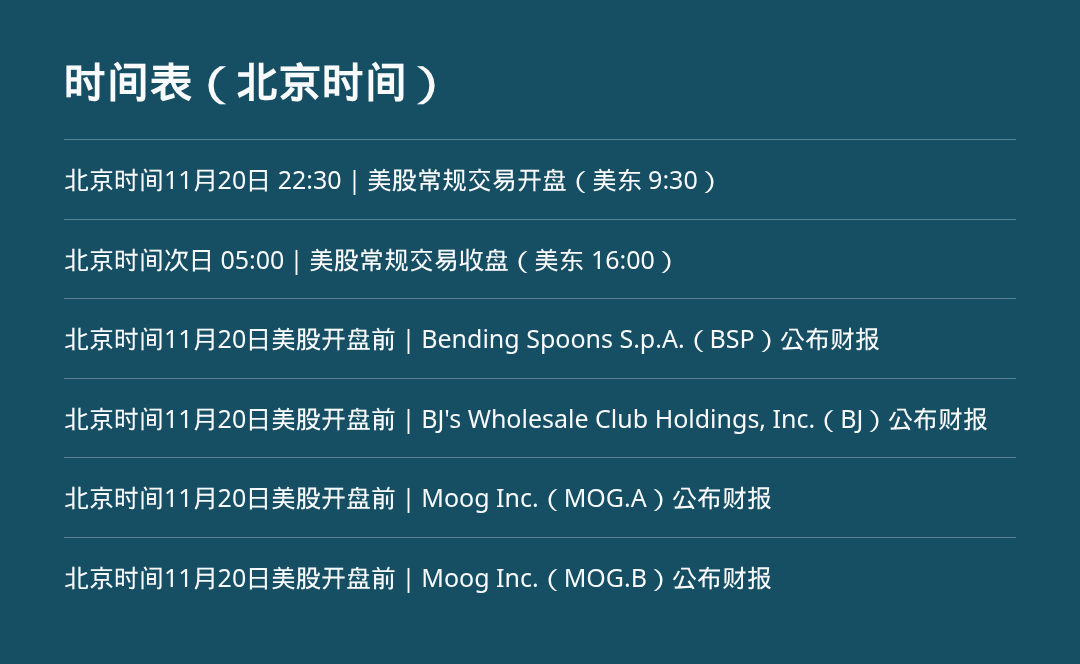 时间表（北京时间）
北京时间11月20日 22:30 | 美股常规交易开盘（美东 9:30）
北京时间次日 05:00 | 美股常规交易收盘（美东 16:00）
北京时间11月20日美股开盘前 | Bending Spoons S.p.A.（BSP）公布财报
北京时间11月20日美股开盘前 | BJ's Wholesale Club Holdings, Inc.（BJ）公布财报
北京时间11月20日美股开盘前 | Moog Inc.（MOG.A）公布财报
北京时间11月20日美股开盘前 | Moog Inc.（MOG.B）公布财报